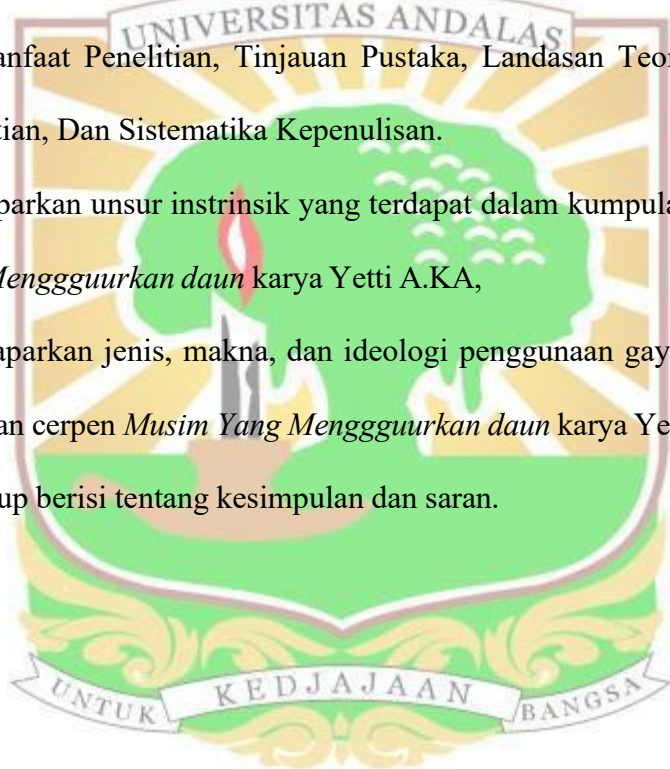 UNIVERSITAS ANDALAS
anfaat Penelitian, Tinjauan Pustaka, Landasan Teor
tian, Dan Sistematika Kepenulisan.
parkan unsur instrinsik yang terdapat dalam kumpula
Menggguurkan daun karya Yetti A.KA,
aparkan jenis, makna, dan ideologi penggunaan gay
an cerpen Musim Yang Menggguurkan daun karya Ye
up berisi tentang kesimpulan dan saran.
UNTUK KEDJAJAAN BANGSA